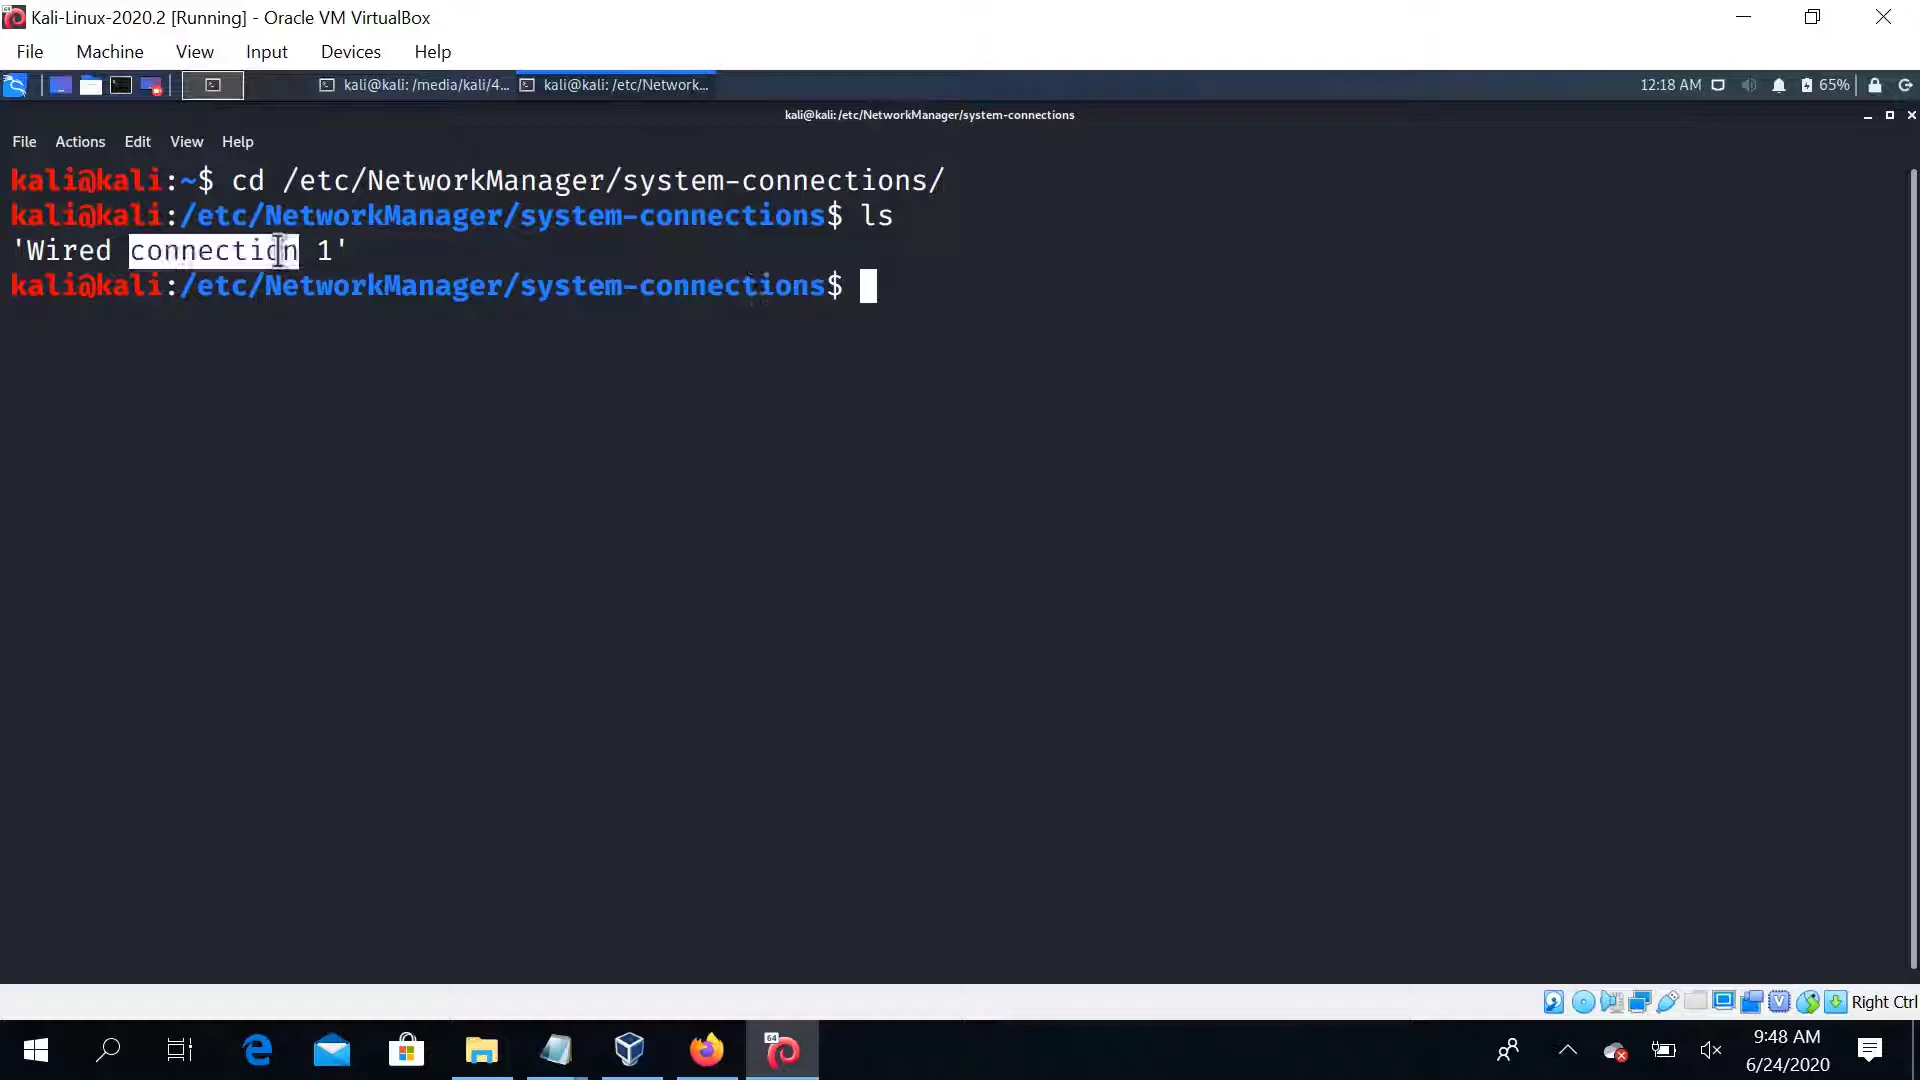 Kali-Linux-2020.2 [Running] - Oracle VM VirtualBox
File Machine View Input Devices Help
kali@kali: /media/kali/4... kali@kali: /etc/Network... 12:18 AM 65%
kali@kali: /etc/NetworkManager/system-connections
File Actions Edit View Help
kali@kali:~$ cd /etc/NetworkManager/system-connections/
kali@kali:/etc/NetworkManager/system-connections$ ls
'Wired connection 1'
kali@kali:/etc/NetworkManager/system-connections$
Right Ctrl
9:48 AM
6/24/2020